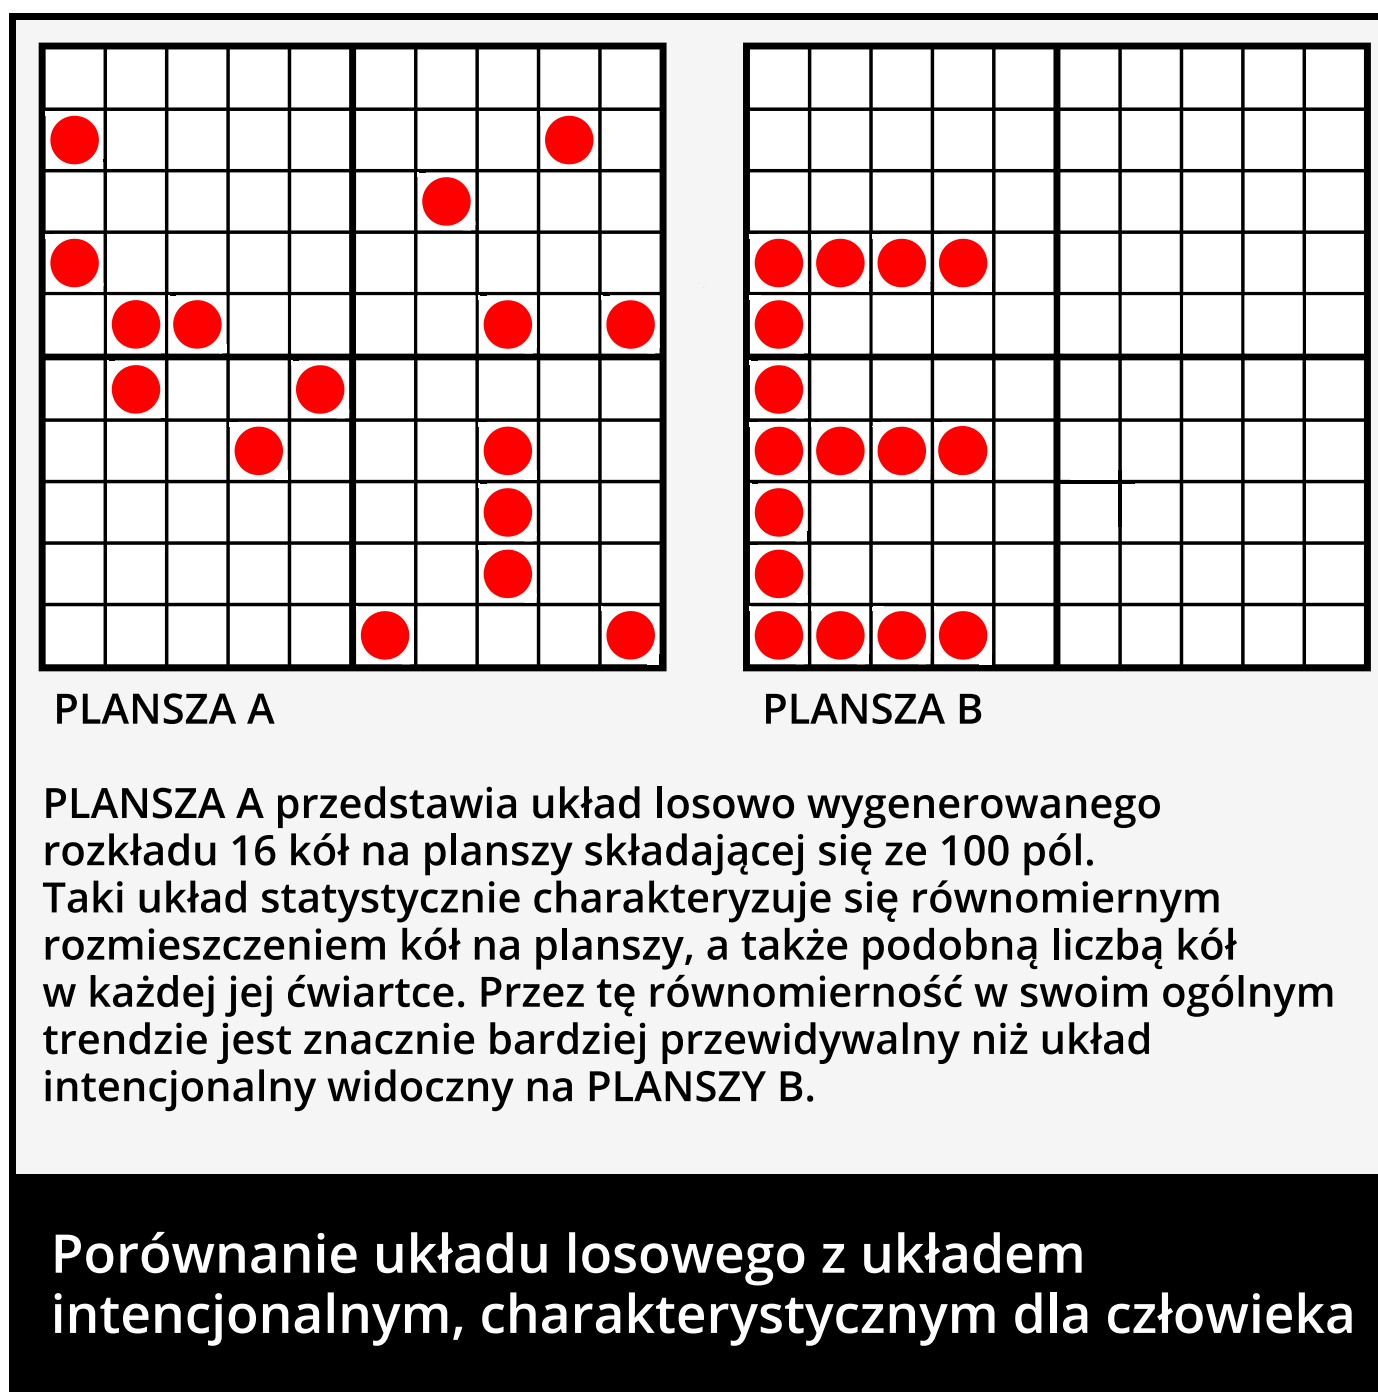 PLANSZA A
PLANSZA B
PLANSZA A przedstawia układ losowo wygenerowanego
rozkładu 16 kół na planszy składającej się ze 100 pól.
Taki układ statystycznie charakteryzuje się równomiernym
rozmieszczeniem kół na planszy, a także podobną liczbą kół
w każdej jej ćwiartce. Przez tę równomierność w swoim ogólnym
trendzie jest znacznie bardziej przewidywalny niż układ
intencjonalny widoczny na PLANSZY B.
Porównanie układu losowego z układem
intencjonalnym, charakterystycznym dla człowieka